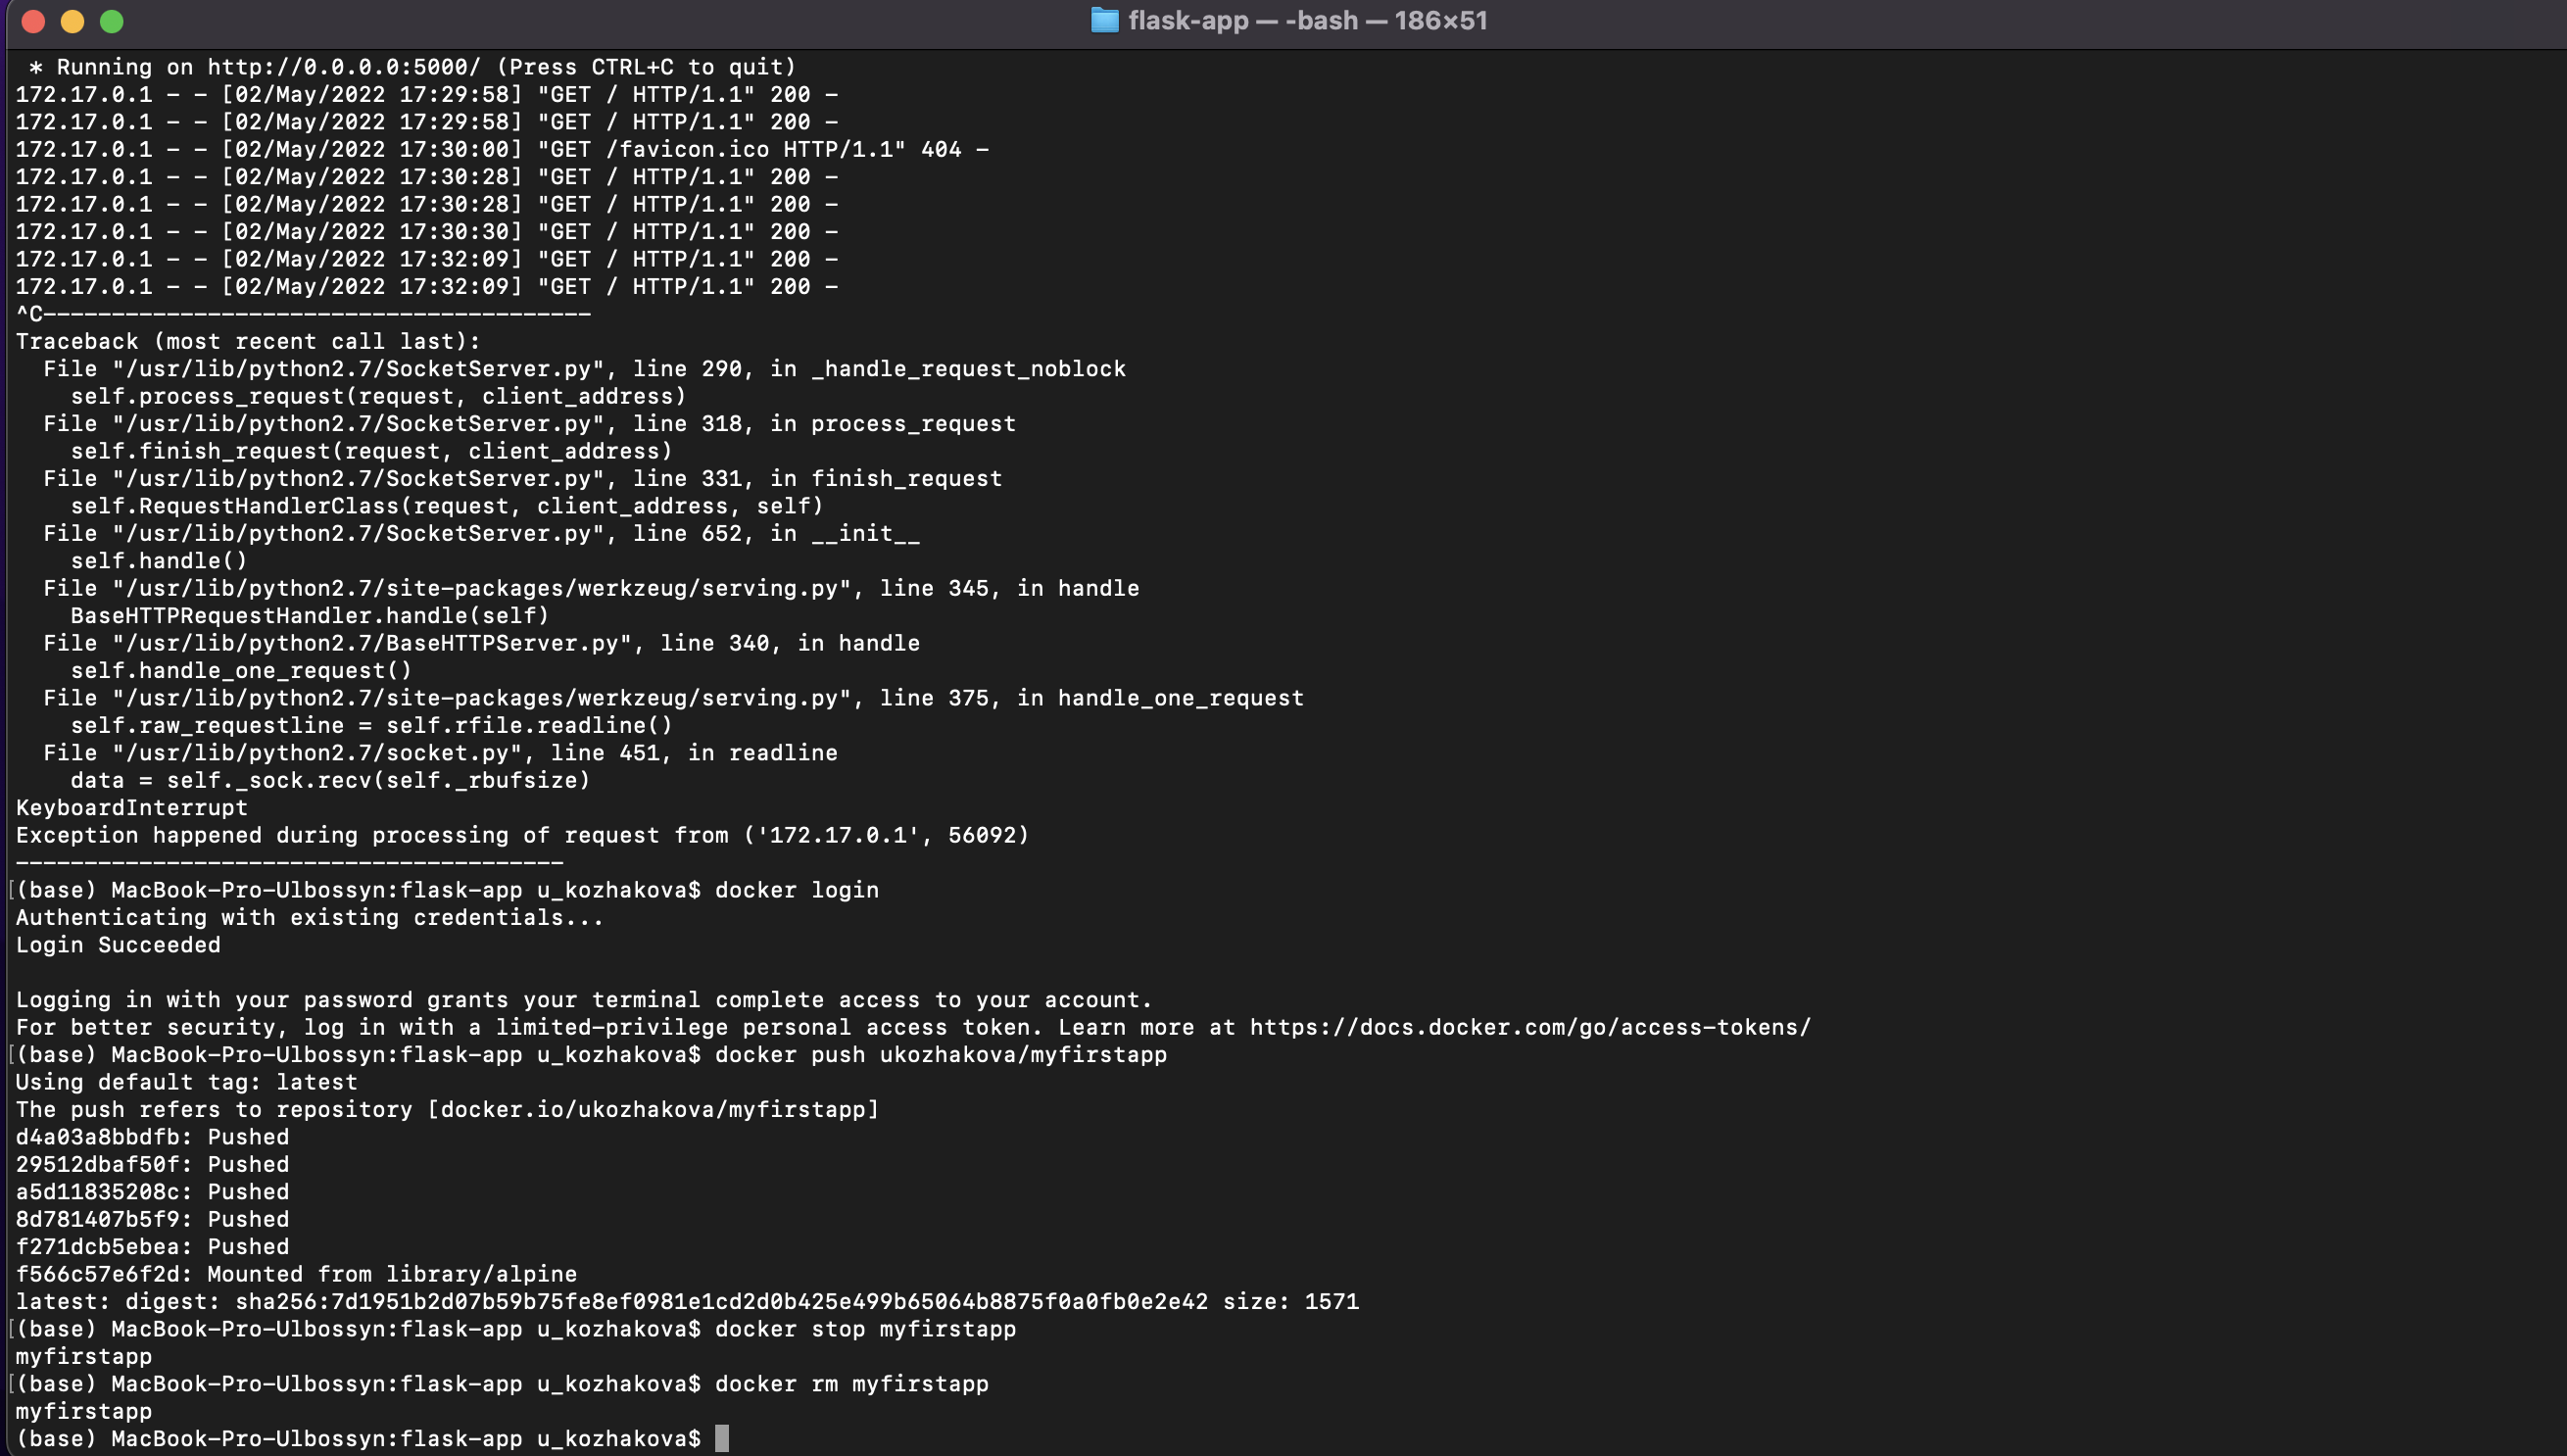 flask-app — -bash — 186×51
 * Running on http://0.0.0.0:5000/ (Press CTRL+C to quit)
172.17.0.1 - - [02/May/2022 17:29:58] "GET / HTTP/1.1" 200 -
172.17.0.1 - - [02/May/2022 17:29:58] "GET / HTTP/1.1" 200 -
172.17.0.1 - - [02/May/2022 17:30:00] "GET /favicon.ico HTTP/1.1" 404 -
172.17.0.1 - - [02/May/2022 17:30:28] "GET / HTTP/1.1" 200 -
172.17.0.1 - - [02/May/2022 17:30:28] "GET / HTTP/1.1" 200 -
172.17.0.1 - - [02/May/2022 17:30:30] "GET / HTTP/1.1" 200 -
172.17.0.1 - - [02/May/2022 17:32:09] "GET / HTTP/1.1" 200 -
172.17.0.1 - - [02/May/2022 17:32:09] "GET / HTTP/1.1" 200 -
^C----------------------------------------
Traceback (most recent call last):
  File "/usr/lib/python2.7/SocketServer.py", line 290, in _handle_request_noblock
    self.process_request(request, client_address)
  File "/usr/lib/python2.7/SocketServer.py", line 318, in process_request
    self.finish_request(request, client_address)
  File "/usr/lib/python2.7/SocketServer.py", line 331, in finish_request
    self.RequestHandlerClass(request, client_address, self)
  File "/usr/lib/python2.7/SocketServer.py", line 652, in __init__
    self.handle()
  File "/usr/lib/python2.7/site-packages/werkzeug/serving.py", line 345, in handle
    BaseHTTPRequestHandler.handle(self)
  File "/usr/lib/python2.7/BaseHTTPServer.py", line 340, in handle
    self.handle_one_request()
  File "/usr/lib/python2.7/site-packages/werkzeug/serving.py", line 375, in handle_one_request
    self.raw_requestline = self.rfile.readline()
  File "/usr/lib/python2.7/socket.py", line 451, in readline
    data = self._sock.recv(self._rbufsize)
KeyboardInterrupt
Exception happened during processing of request from ('172.17.0.1', 56092)
----------------------------------------
[(base) MacBook-Pro-Ulbossyn:flask-app u_kozhakova$ docker login
Authenticating with existing credentials...
Login Succeeded

Logging in with your password grants your terminal complete access to your account.
For better security, log in with a limited-privilege personal access token. Learn more at https://docs.docker.com/go/access-tokens/
[(base) MacBook-Pro-Ulbossyn:flask-app u_kozhakova$ docker push ukozhakova/myfirstapp
Using default tag: latest
The push refers to repository [docker.io/ukozhakova/myfirstapp]
d4a03a8bbdfb: Pushed
29512dbaf50f: Pushed
a5d11835208c: Pushed
8d781407b5f9: Pushed
f271dcb5ebea: Pushed
f566c57e6f2d: Mounted from library/alpine
latest: digest: sha256:7d1951b2d07b59b75fe8ef0981e1cd2d0b425e499b65064b8875f0a0fb0e2e42 size: 1571
[(base) MacBook-Pro-Ulbossyn:flask-app u_kozhakova$ docker stop myfirstapp
myfirstapp
[(base) MacBook-Pro-Ulbossyn:flask-app u_kozhakova$ docker rm myfirstapp
myfirstapp
(base) MacBook-Pro-Ulbossyn:flask-app u_kozhakova$